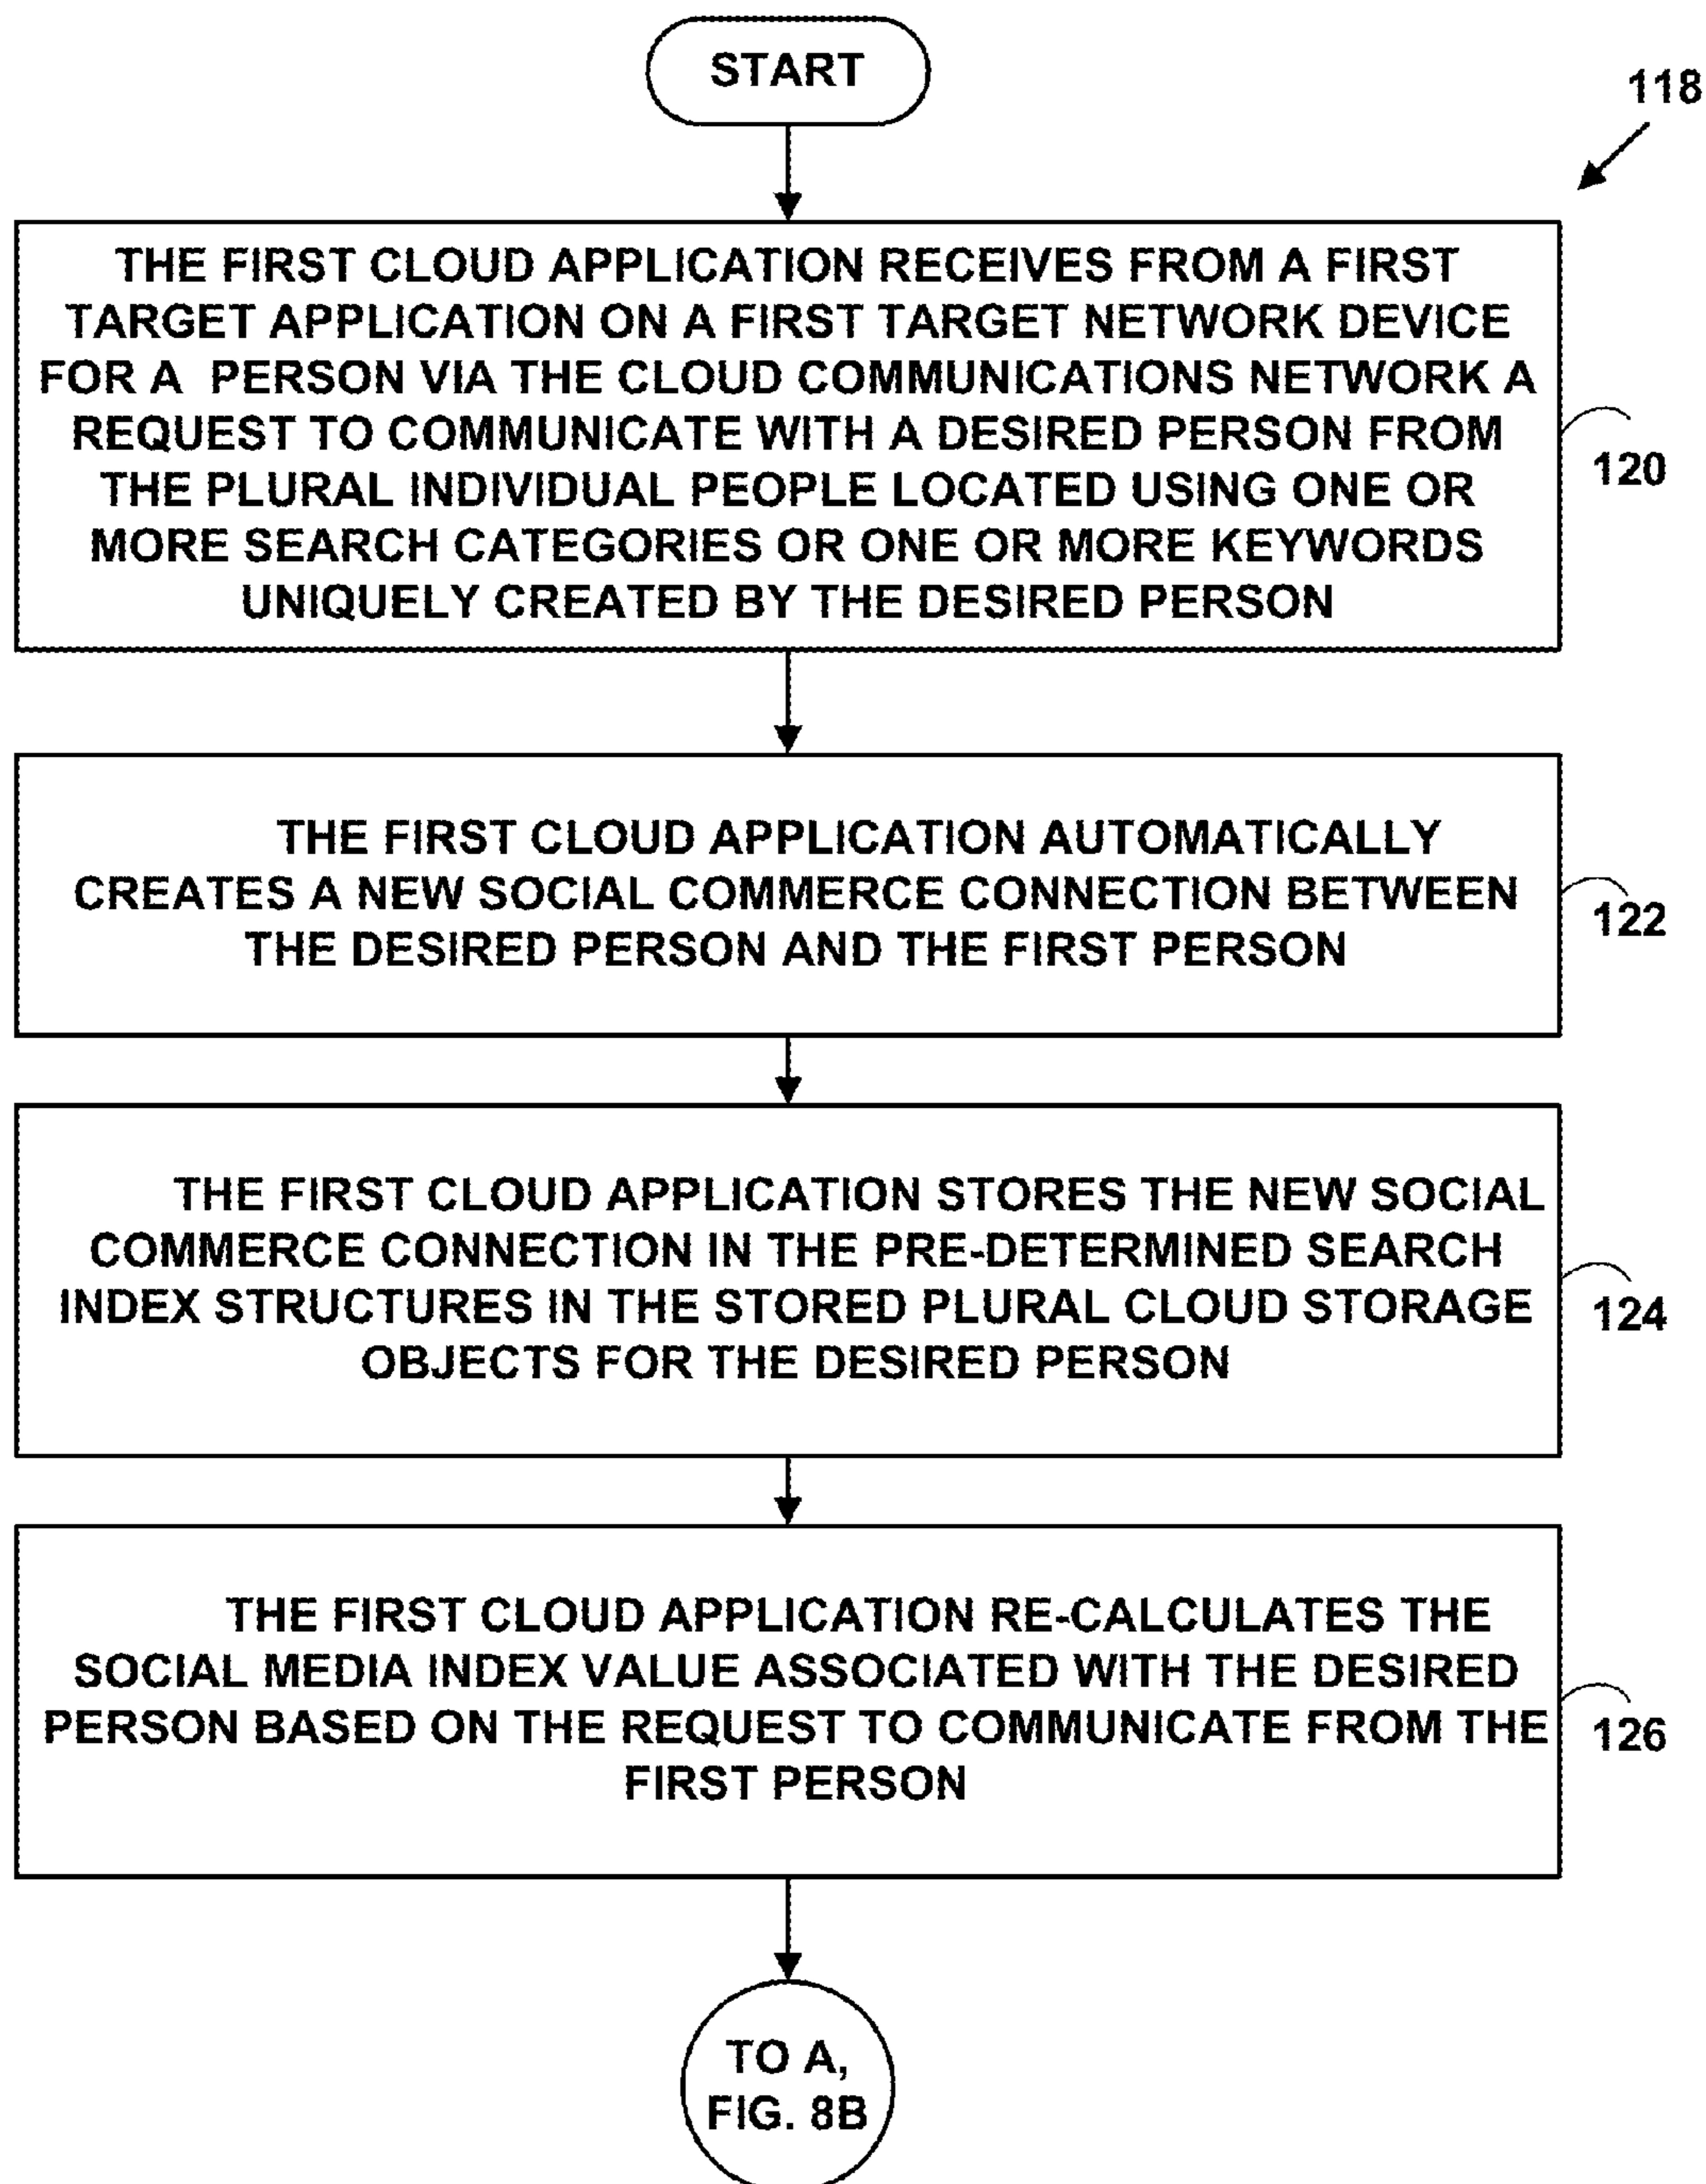 START
118
THE FIRST CLOUD APPLICATION RECEIVES FROM A FIRST
TARGET APPLICATION ON A FIRST TARGET NETWORK DEVICE
FOR A PERSON VIA THE CLOUD COMMUNICATIONS NETWORK A
REQUEST TO COMMUNICATE WITH A DESIRED PERSON FROM
THE PLURAL INDIVIDUAL PEOPLE LOCATED USING ONE OR
MORE SEARCH CATEGORIES OR ONE OR MORE KEYWORDS
UNIQUELY CREATED BY THE DESIRED PERSON
120
THE FIRST CLOUD APPLICATION AUTOMATICALLY
CREATES A NEW SOCIAL COMMERCE CONNECTION BETWEEN
THE DESIRED PERSON AND THE FIRST PERSON
122
THE FIRST CLOUD APPLICATION STORES THE NEW SOCIAL
COMMERCE CONNECTION IN THE PRE-DETERMINED SEARCH
INDEX STRUCTURES IN THE STORED PLURAL CLOUD STORAGE
OBJECTS FOR THE DESIRED PERSON
124
THE FIRST CLOUD APPLICATION RE-CALCULATES THE
SOCIAL MEDIA INDEX VALUE ASSOCIATED WITH THE DESIRED
PERSON BASED ON THE REQUEST TO COMMUNICATE FROM THE
FIRST PERSON
126
TO A,
FIG. 8B